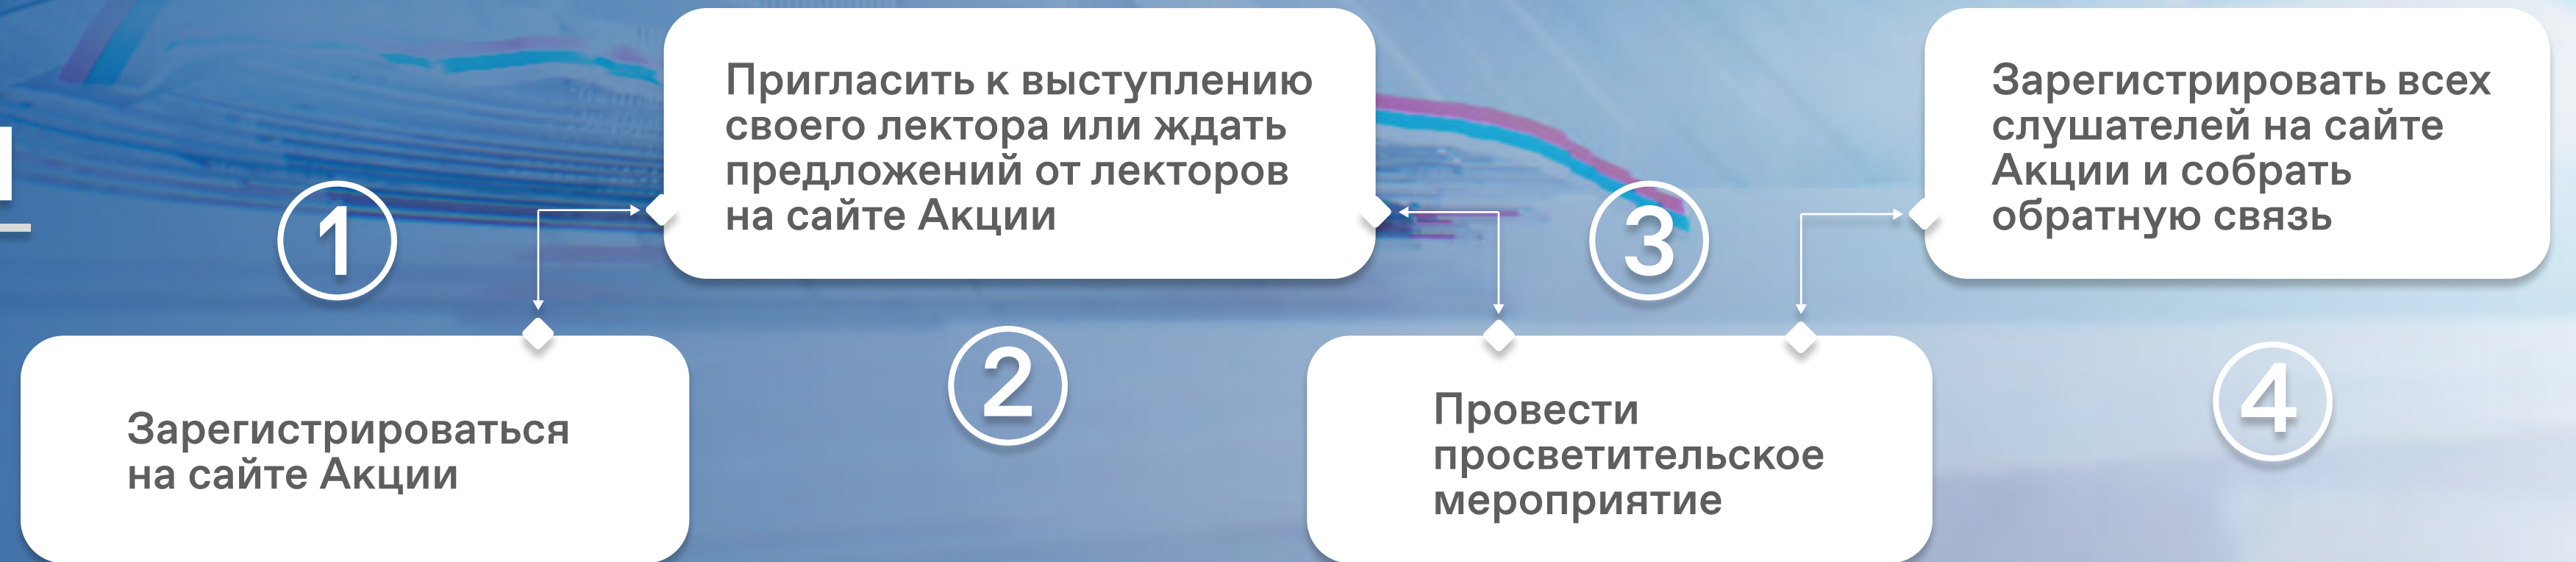 1
Зарегистрироваться
на сайте Акции
Пригласить к выступлению
своего лектора или ждать
предложений от лекторов
на сайте Акции
2
3
Провести
просветительское
мероприятие
Зарегистрировать всех
слушателей на сайте
Акции и собрать
обратную связь
4